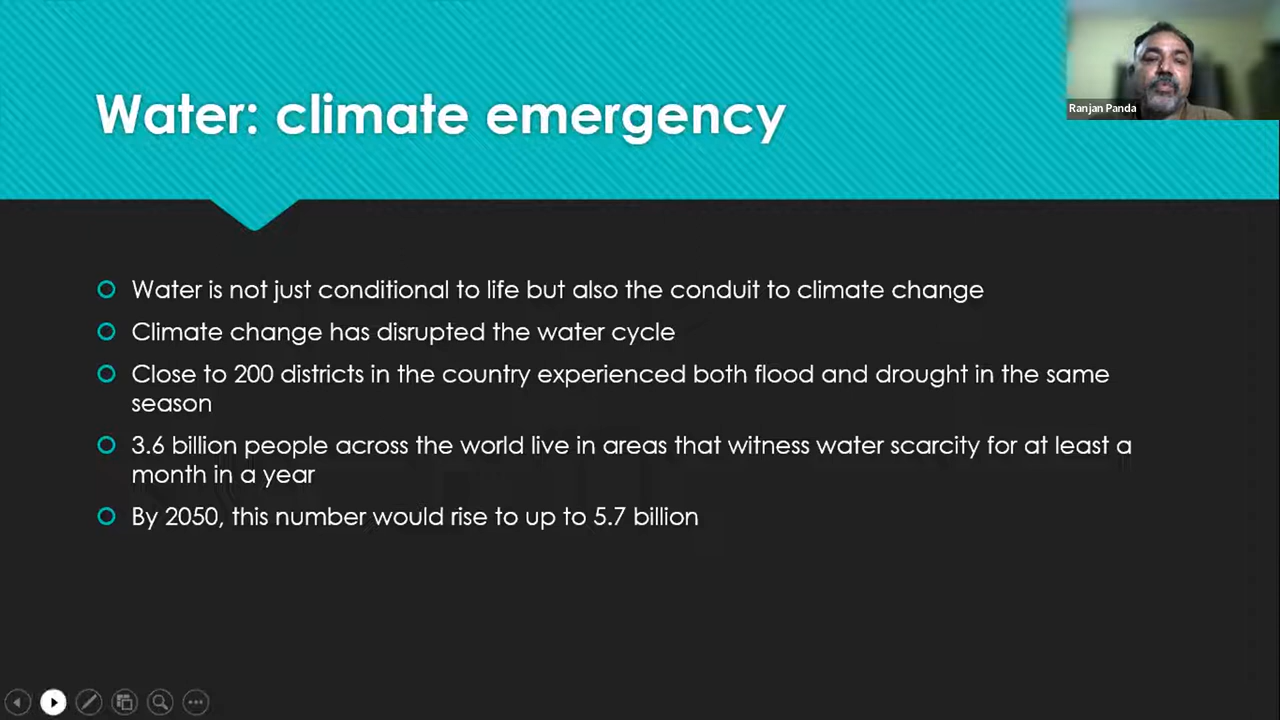 Water: climate emergency
Ranjan Panda
Water is not just conditional to life but also the conduit to climate change
Climate change has disrupted the water cycle
Close to 200 districts in the country experienced both flood and drought in the same
season
3.6 billion people across the world live in areas that witness water scarcity for at least a
month in a year
By 2050, this number would rise to up to 5.7 billion